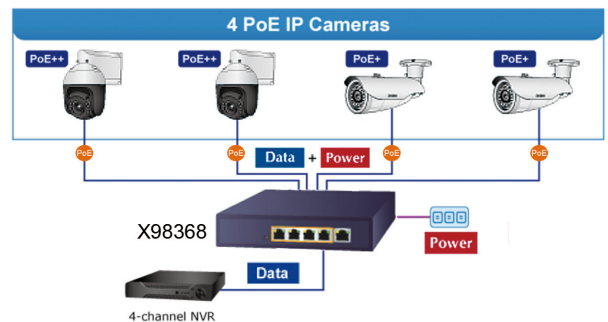 4 PoE IP Cameras
PoE++
PoE++
PoE+
PoE+
PoE
PoE
Data + Power
PoE
PoE
X98368
Power
Data
4-channel NVR